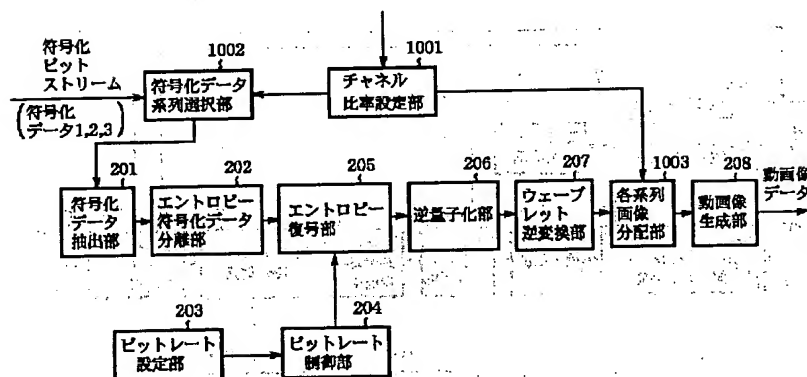 符号化
ビット
ストリーム
(符号化
データ1,2,3)
1002
符号化データ
系列選択部
1001
チャネル
比率設定部
201
符号化
データ
抽出部
202
エントロピー
符号化データ
分離部
205
エントロピー
復号部
206
逆量子化部
207
ウェーブ
レット
逆変換部
1003
各系列
画像
分配部
208
動画像
生成部
動画像
データ
203
ビットレート
設定部
204
ビットレート
制御部